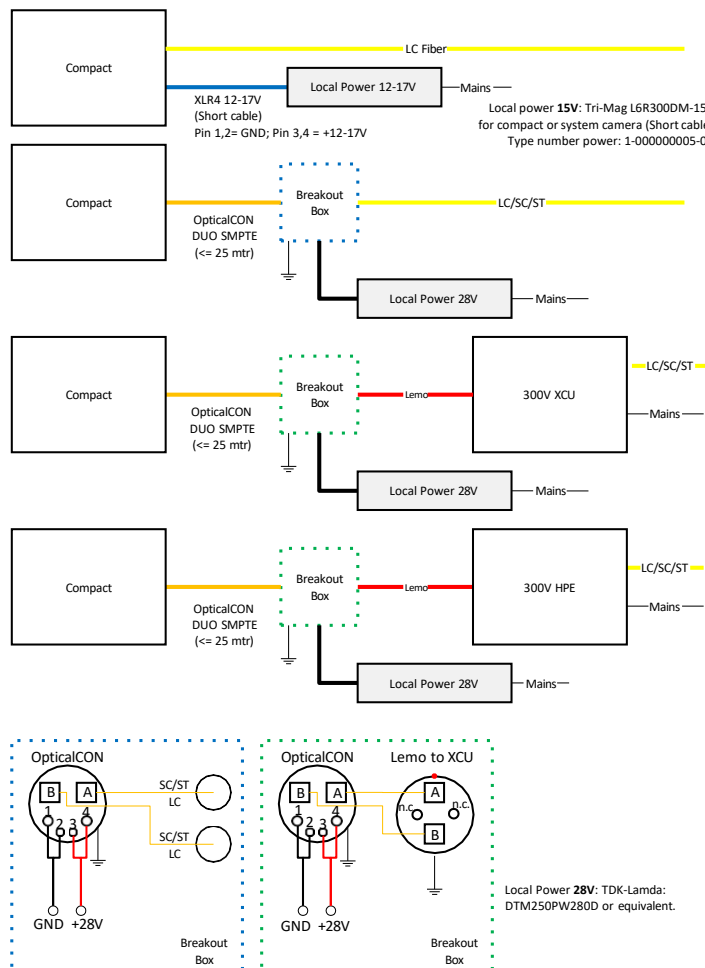 LC Fiber
Compact
Local Power 12-17V
Mains
XLR4 12-17V
(Short cable)
Pin 1,2= GND; Pin 3,4 = +12-17V
Local power 15V: Tri-Mag L6R300DM-15
for compact or system camera (Short cable
Type number power: 1-000000005-0
Compact
OpticalCON
DUO SMPTE
(<= 25 mtr)
Breakout
Box
LC/SC/ST
Local Power 28V
Mains
Compact
OpticalCON
DUO SMPTE
(<= 25 mtr)
Breakout
Box
Lemo
300V XCU
LC/SC/ST
Mains
Local Power 28V
Mains
Compact
OpticalCON
DUO SMPTE
(<= 25 mtr)
Breakout
Box
Lemo
300V HPE
LC/SC/ST
Mains
Local Power 28V
Mains
OpticalCON
B A
1 2 3 4
SC/ST
LC
SC/ST
LC
GND +28V
Breakout
Box
OpticalCON
Lemo to XCU
B A
1 2 3 4
A
n.c. n.c.
B
GND +28V
Breakout
Box
Local Power 28V: TDK-Lamda:
DTM250PW280D or equivalent.